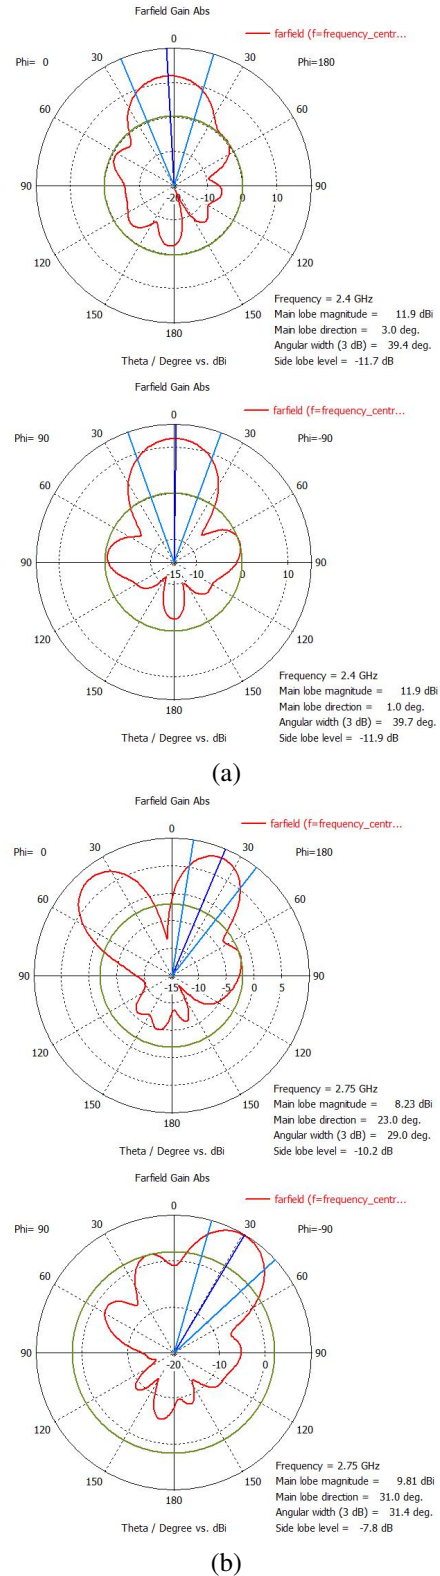 Farfield Gain Abs
0
farfield (f=frequency_centr...
Phi= 0
30
30
Phi=180
60
60
90
-20
-10
0
10
90
120
120
150
150
180
Frequency = 2.4 GHz
Main lobe magnitude = 11.9 dBi
Main lobe direction = 3.0 deg.
Angular width (3 dB) = 39.4 deg.
Side lobe level = -11.7 dB
Theta / Degree vs. dBi
Farfield Gain Abs
0
farfield (f=frequency_centr...
Phi= 90
30
30
Phi=-90
60
60
90
-15
-10
0
10
90
120
120
150
150
180
Frequency = 2.4 GHz
Main lobe magnitude = 11.9 dBi
Main lobe direction = 1.0 deg.
Angular width (3 dB) = 39.7 deg.
Side lobe level = -11.9 dB
Theta / Degree vs. dBi
(a)
Farfield Gain Abs
0
farfield (f=frequency_centr...
Phi= 0
30
30
Phi=180
60
60
90
-15
-10
-5
0
5
90
120
120
150
150
180
Frequency = 2.75 GHz
Main lobe magnitude = 8.23 dBi
Main lobe direction = 23.0 deg.
Angular width (3 dB) = 29.0 deg.
Side lobe level = -10.2 dB
Theta / Degree vs. dBi
Farfield Gain Abs
0
farfield (f=frequency_centr...
Phi= 90
30
30
Phi=-90
60
60
90
-20
-10
0
90
120
120
150
150
180
Frequency = 2.75 GHz
Main lobe magnitude = 9.81 dBi
Main lobe direction = 31.0 deg.
Angular width (3 dB) = 31.4 deg.
Side lobe level = -7.8 dB
Theta / Degree vs. dBi
(b)